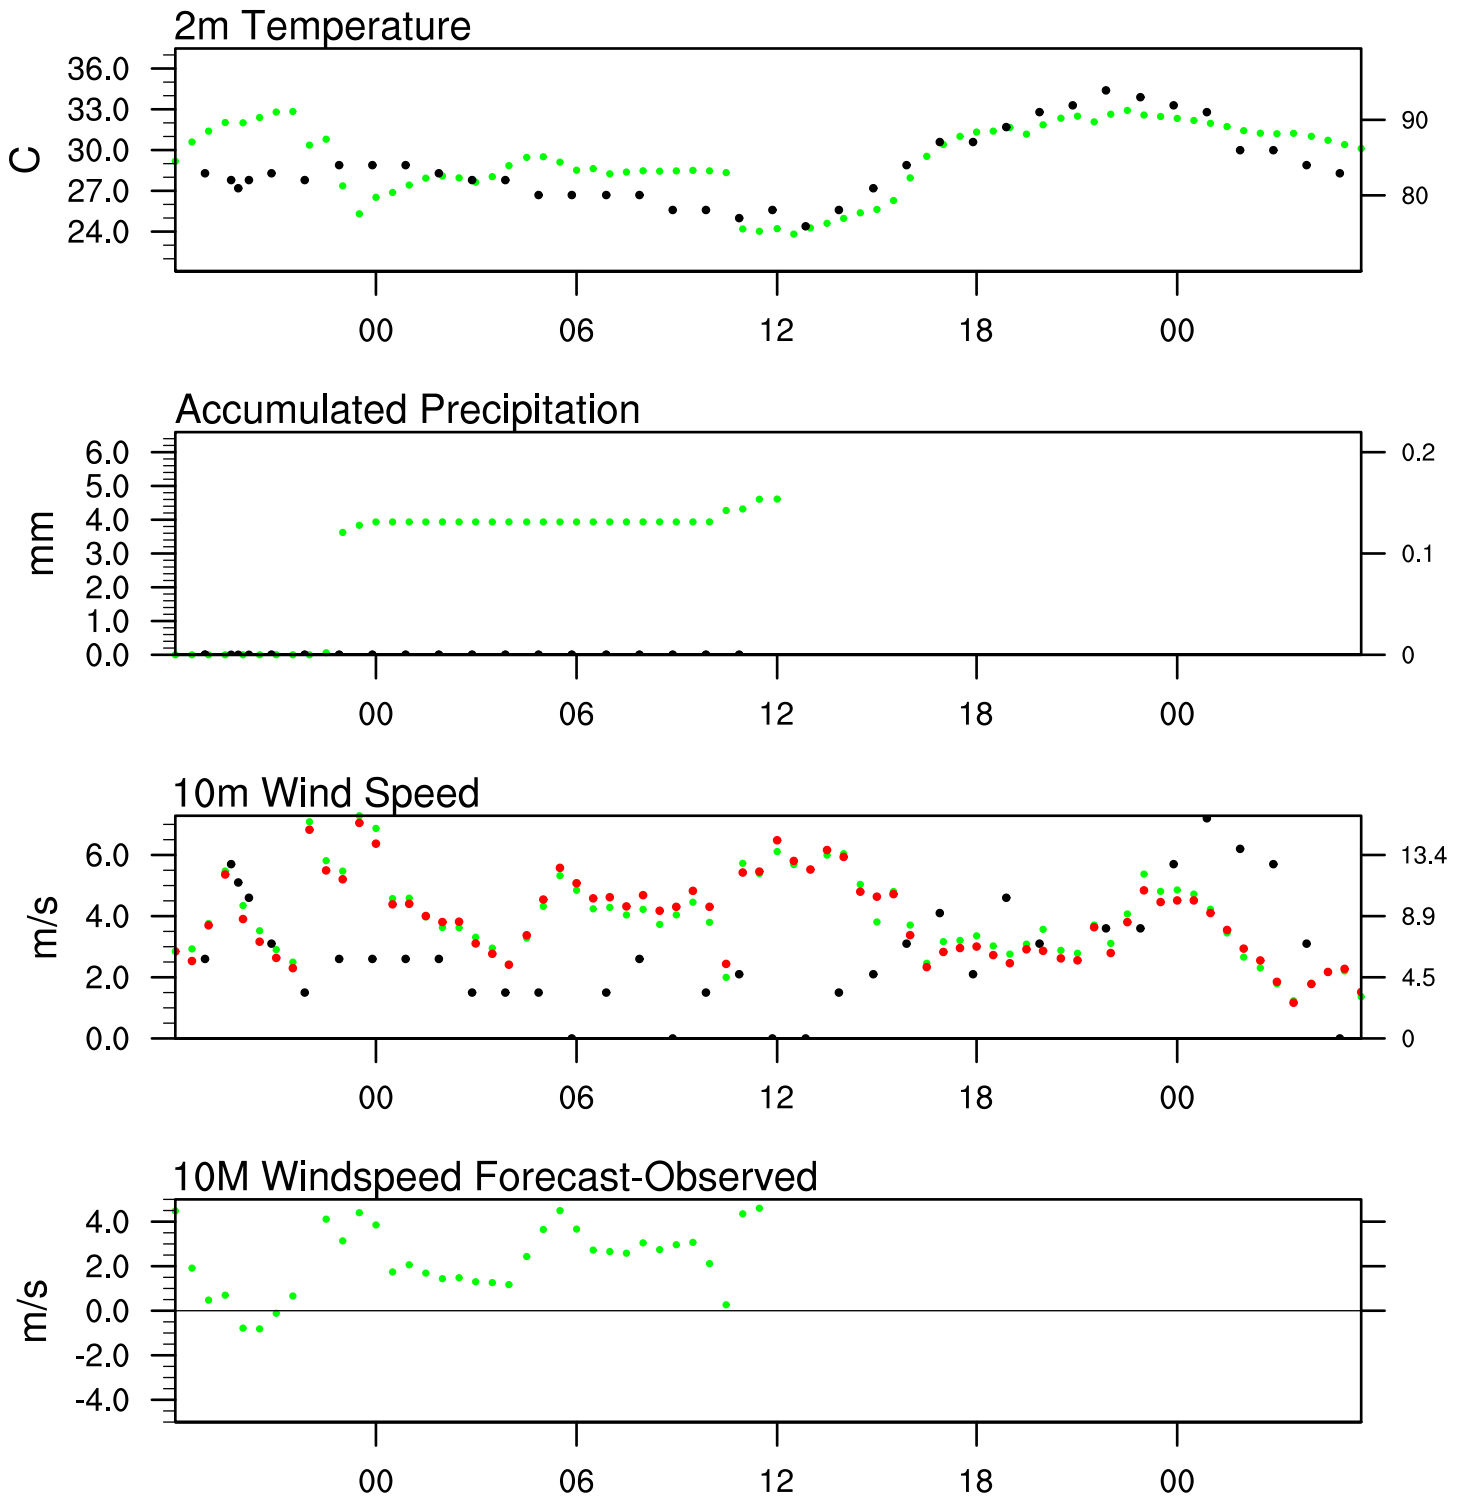 2m Temperature
36.0
33.0
90
30.0
C
27.0
80
24.0
00 06 12 18 00
Accumulated Precipitation
6.0 0.2
5.0
4.0
mm
3.0 0.1
2.0
1.0
0.0 0
00 06 12 18 00
10m Wind Speed
6.0 13.4
4.0 8.9
m/s
2.0 4.5
0.0 0
00 06 12 18 00
10M Windspeed Forecast-Observed
4.0
2.0
0.0
m/s
-2.0
-4.0
00 06 12 18 00